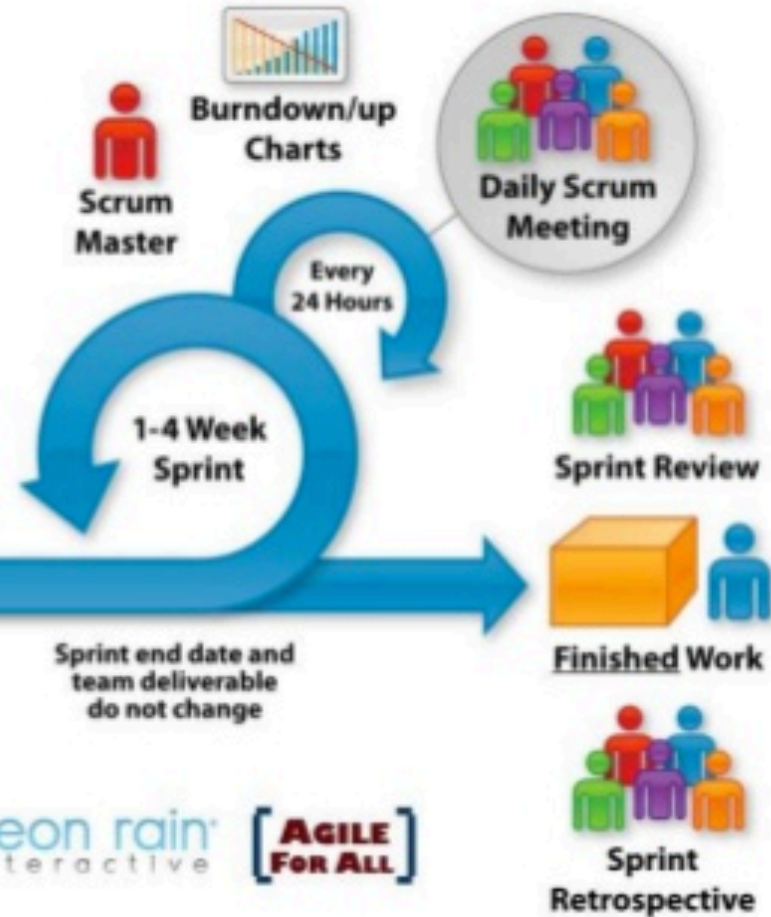 Burndown/up
Charts
Scrum
Master
Daily Scrum
Meeting
Every
24 Hours
1-4 Week
Sprint
Sprint Review
Sprint end date and
team deliverable
do not change
Finished Work
eon rain
teractive
AGILE
FOR ALL
Sprint
Retrospective